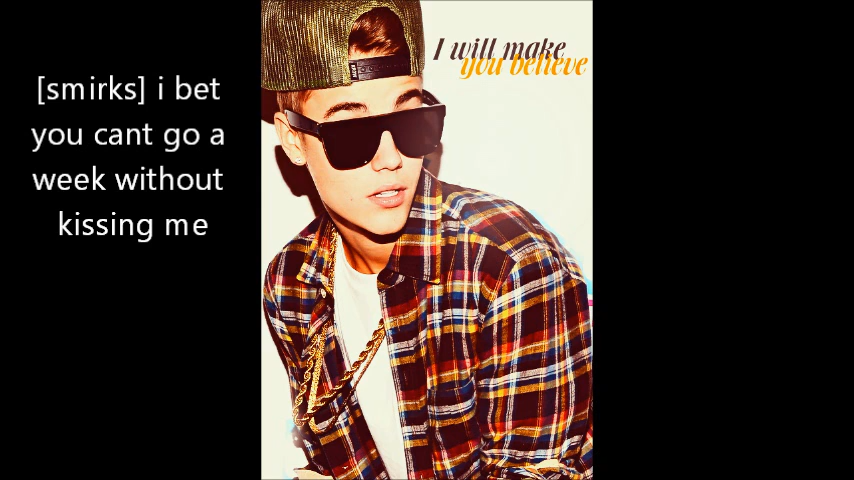 [smirks] i bet
you cant go a
week without
kissing me
I will make
you believe